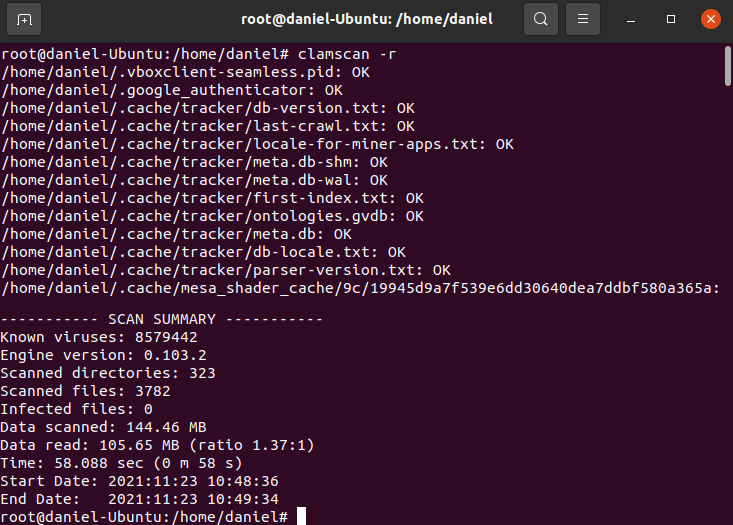 root@daniel-Ubuntu: /home/daniel
root@daniel-Ubuntu:/home/daniel# clamscan -r
/home/daniel/.vboxclient-seamless.pid: OK
/home/daniel/.google_authenticator: OK
/home/daniel/.cache/tracker/db-version.txt: OK
/home/daniel/.cache/tracker/last-crawl.txt: OK
/home/daniel/.cache/tracker/locale-for-miner-apps.txt: OK
/home/daniel/.cache/tracker/meta.db-shm: OK
/home/daniel/.cache/tracker/meta.db-wal: OK
/home/daniel/.cache/tracker/first-index.txt: OK
/home/daniel/.cache/tracker/ontologies.gvdb: OK
/home/daniel/.cache/tracker/meta.db: OK
/home/daniel/.cache/tracker/db-locale.txt: OK
/home/daniel/.cache/tracker/parser-version.txt: OK
/home/daniel/.cache/mesa_shader_cache/9c/19945d9a7f539e6dd30640dea7ddbf580a365a:
----------- SCAN SUMMARY -----------
Known viruses: 8579442
Engine version: 0.103.2
Scanned directories: 323
Scanned files: 3782
Infected files: 0
Data scanned: 144.46 MB
Data read: 105.65 MB (ratio 1.37:1)
Time: 58.088 sec (0 m 58 s)
Start Date: 2021:11:23 10:48:36
End Date:   2021:11:23 10:49:34
root@daniel-Ubuntu:/home/daniel#